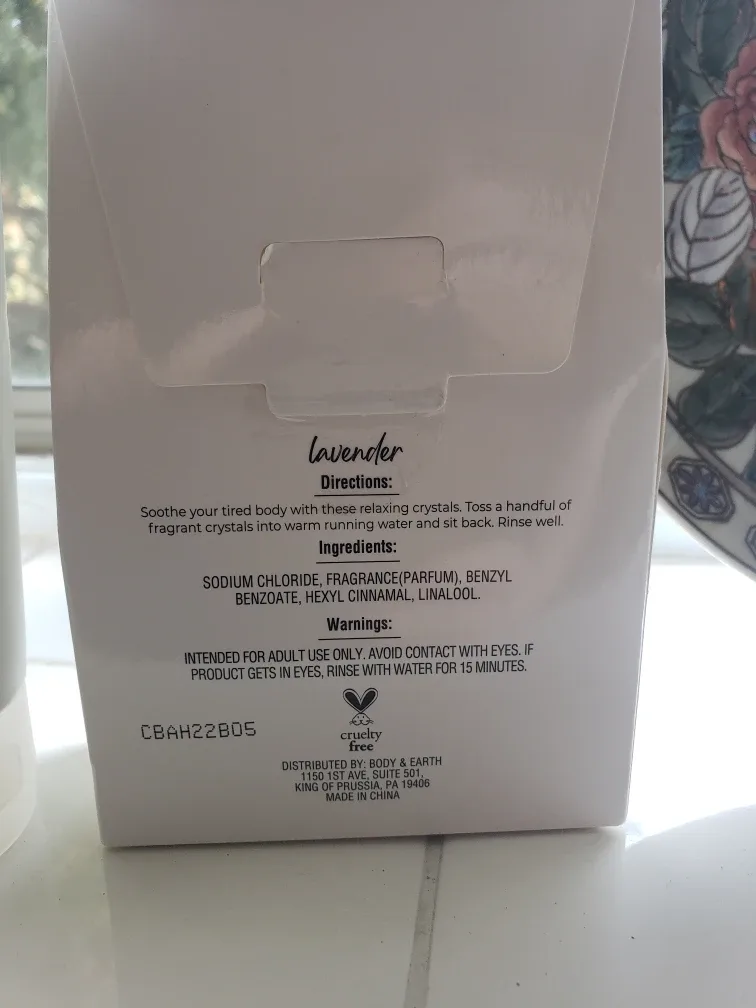 lavender
Directions:
Soothe your tired body with these relaxing crystals. Toss a handful of
fragrant crystals into warm running water and sit back. Rinse well.
Ingredients:
SODIUM CHLORIDE, FRAGRANCE(PARFUM), BENZYL
BENZOATE, HEXYL CINNAMAL, LINALOOL.
Warnings:
INTENDED FOR ADULT USE ONLY. AVOID CONTACT WITH EYES. IF
PRODUCT GETS IN EYES, RINSE WITH WATER FOR 15 MINUTES.
CBAH22B05
cruelty
free
DISTRIBUTED BY: BODY & EARTH
1150 1ST AVE, SUITE 501,
KING OF PRUSSIA, PA 19406
MADE IN CHINA